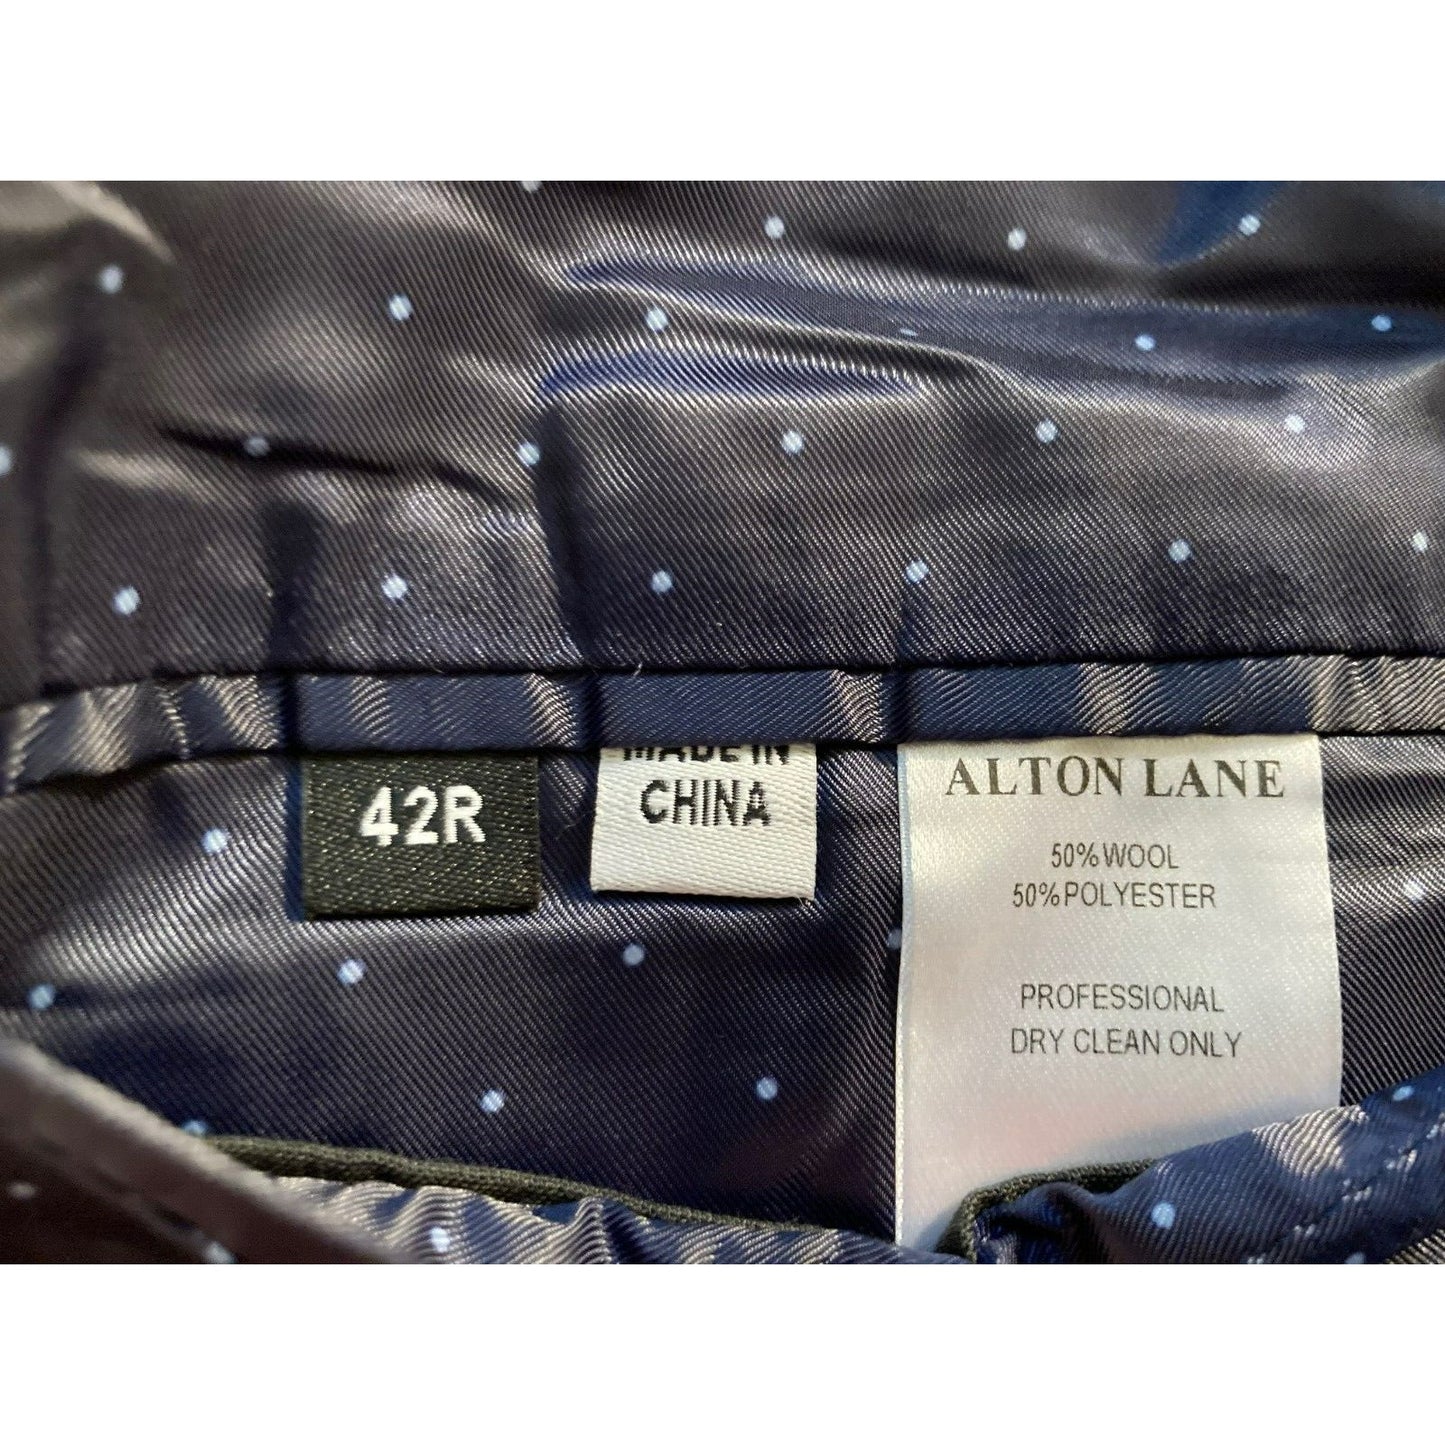 42R
MADE IN
CHINA
ALTON LANE
50% WOOL
50% POLYESTER
PROFESSIONAL
DRY CLEAN ONLY